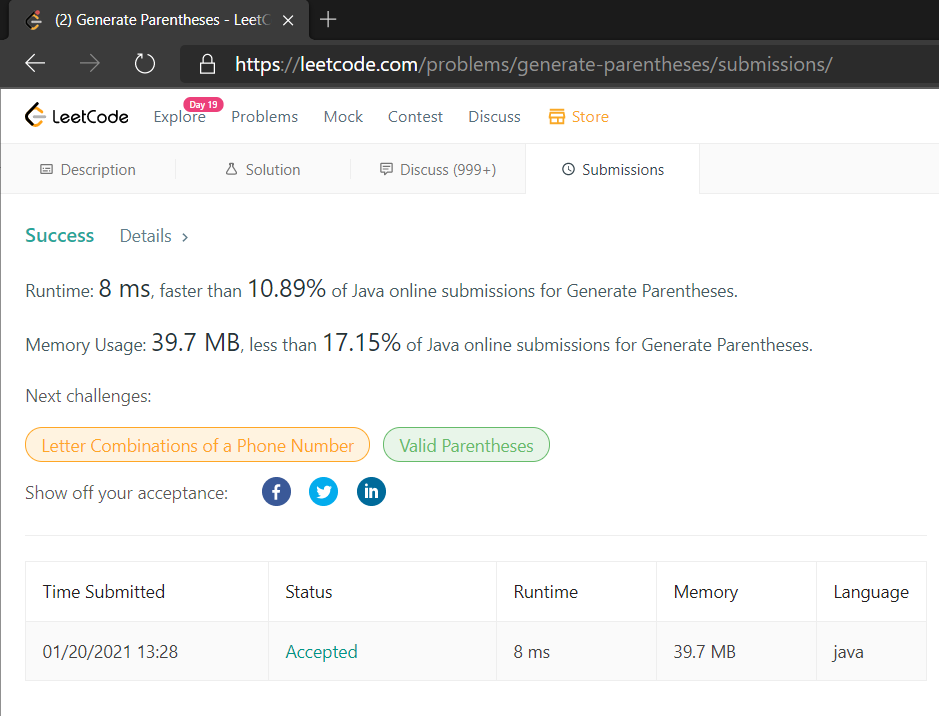 (2) Generate Parentheses - LeetC
https://leetcode.com/problems/generate-parentheses/submissions/
LeetCode Explore Day 19 Problems Mock Contest Discuss Store
Description Solution Discuss (999+) Submissions
Success Details >
Runtime: 8 ms, faster than 10.89% of Java online submissions for Generate Parentheses.
Memory Usage: 39.7 MB, less than 17.15% of Java online submissions for Generate Parentheses.
Next challenges:
Letter Combinations of a Phone Number Valid Parentheses
Show off your acceptance: f in
Time Submitted Status Runtime Memory Language
01/20/2021 13:28 Accepted 8 ms 39.7 MB java